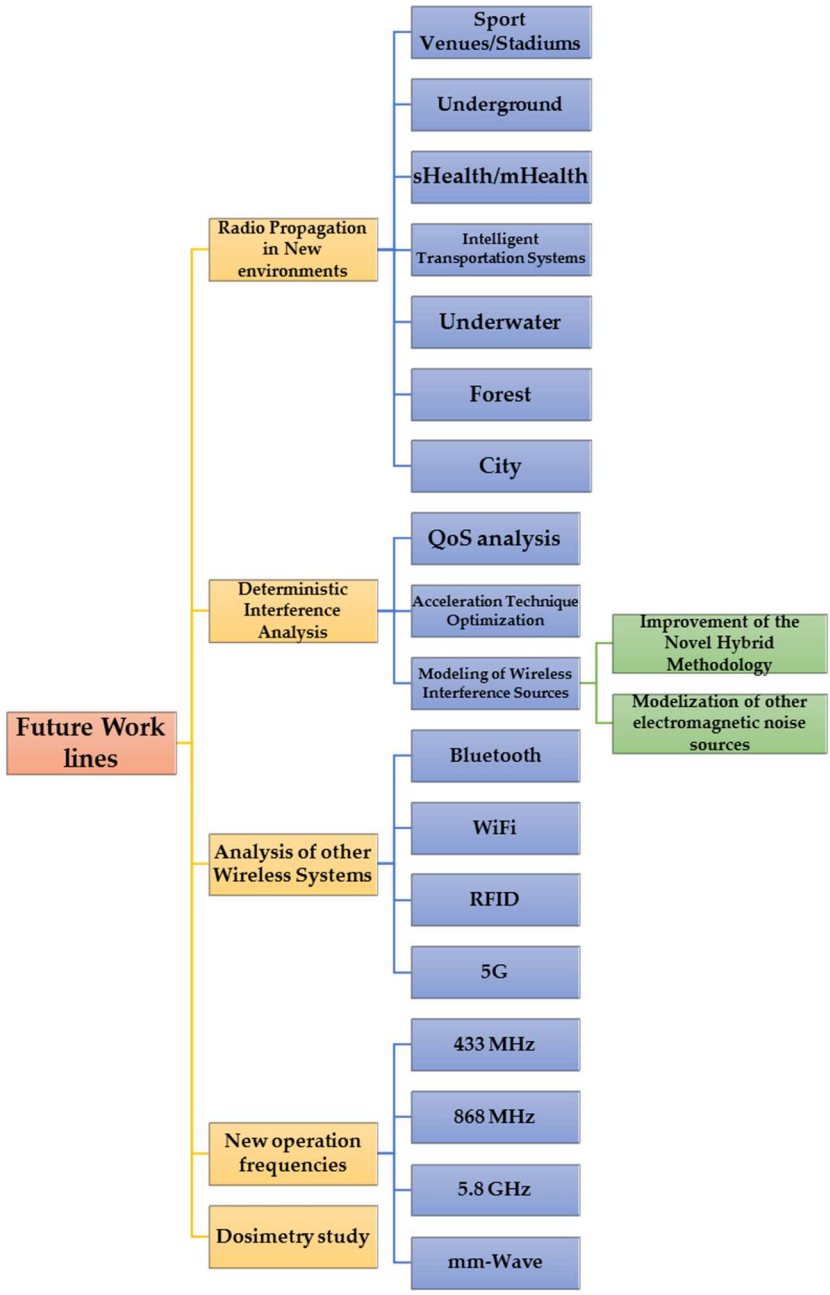 Future Work
lines
Radio Propagation
in New
environments
Sport
Venues/Stadiums
Underground
sHealth/mHealth
Intelligent
Transportation Systems
Underwater
Forest
City
Deterministic
Interference
Analysis
QoS analysis
Acceleration Technique
Optimization
Modeling of Wireless
Interference Sources
Improvement of the
Novel Hybrid
Methodology
Modelization of other
electromagnetic noise
sources
Analysis of other
Wireless Systems
Bluetooth
WiFi
RFID
5G
New operation
frequencies
433 MHz
868 MHz
5.8 GHz
mm-Wave
Dosimetry study